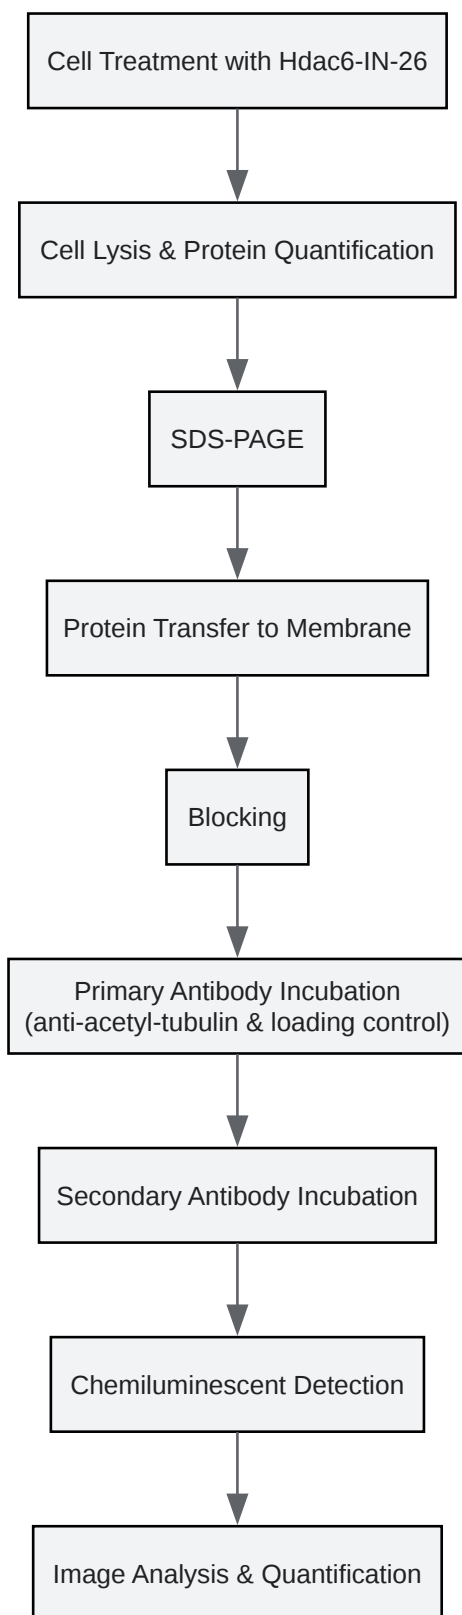 Cell Treatment with Hdac6-IN-26
Cell Lysis & Protein Quantification
SDS-PAGE
Protein Transfer to Membrane
Blocking
Primary Antibody Incubation
(anti-acetyl-tubulin & loading control)
Secondary Antibody Incubation
Chemiluminescent Detection
Image Analysis & Quantification